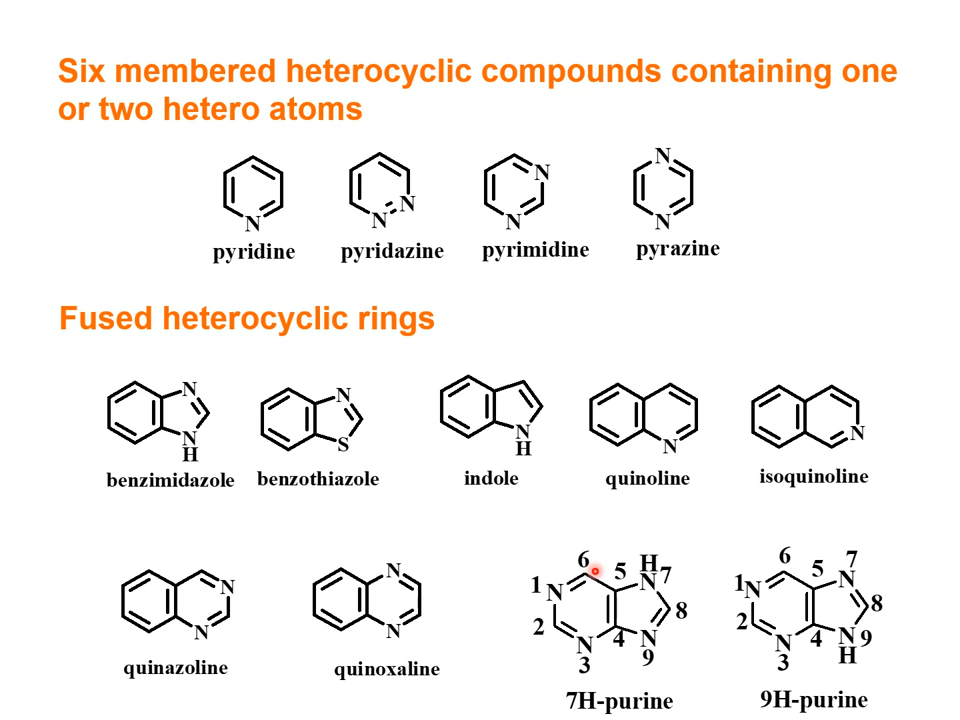 Six membered heterocyclic compounds containing one
or two hetero atoms
N
N N
N N
N N
pyridine pyridazine pyrimidine pyrazine
Fused heterocyclic rings
N N H
N S
N H
N
N
benzimidazole benzothiazole indole quinoline isoquinoline
N N
N N
1 N 2 N 3 4 5 6 H N 7 8 N 9
1 N 2 N 3 4 5 6 N 7 8 N 9 H
quinazoline quinoxaline
7H-purine 9H-purine